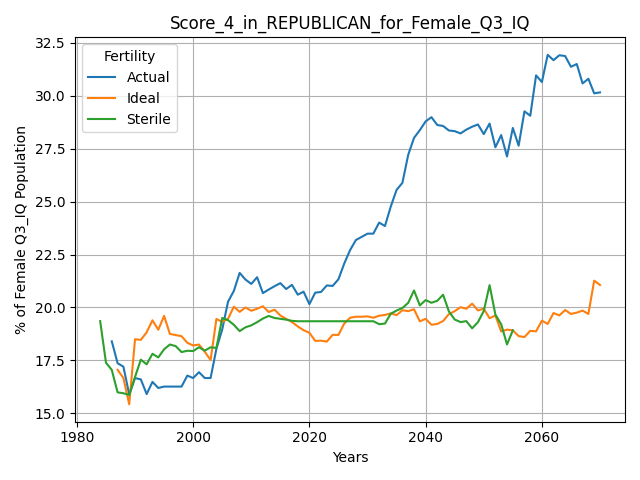 Score_4_in_REPUBLICAN_for_Female_Q3_IQ
Fertility
Actual
Ideal
Sterile
% of Female Q3_IQ Population
32.5
30.0
27.5
25.0
22.5
20.0
17.5
15.0
1980
2000
2020
2040
2060
Years